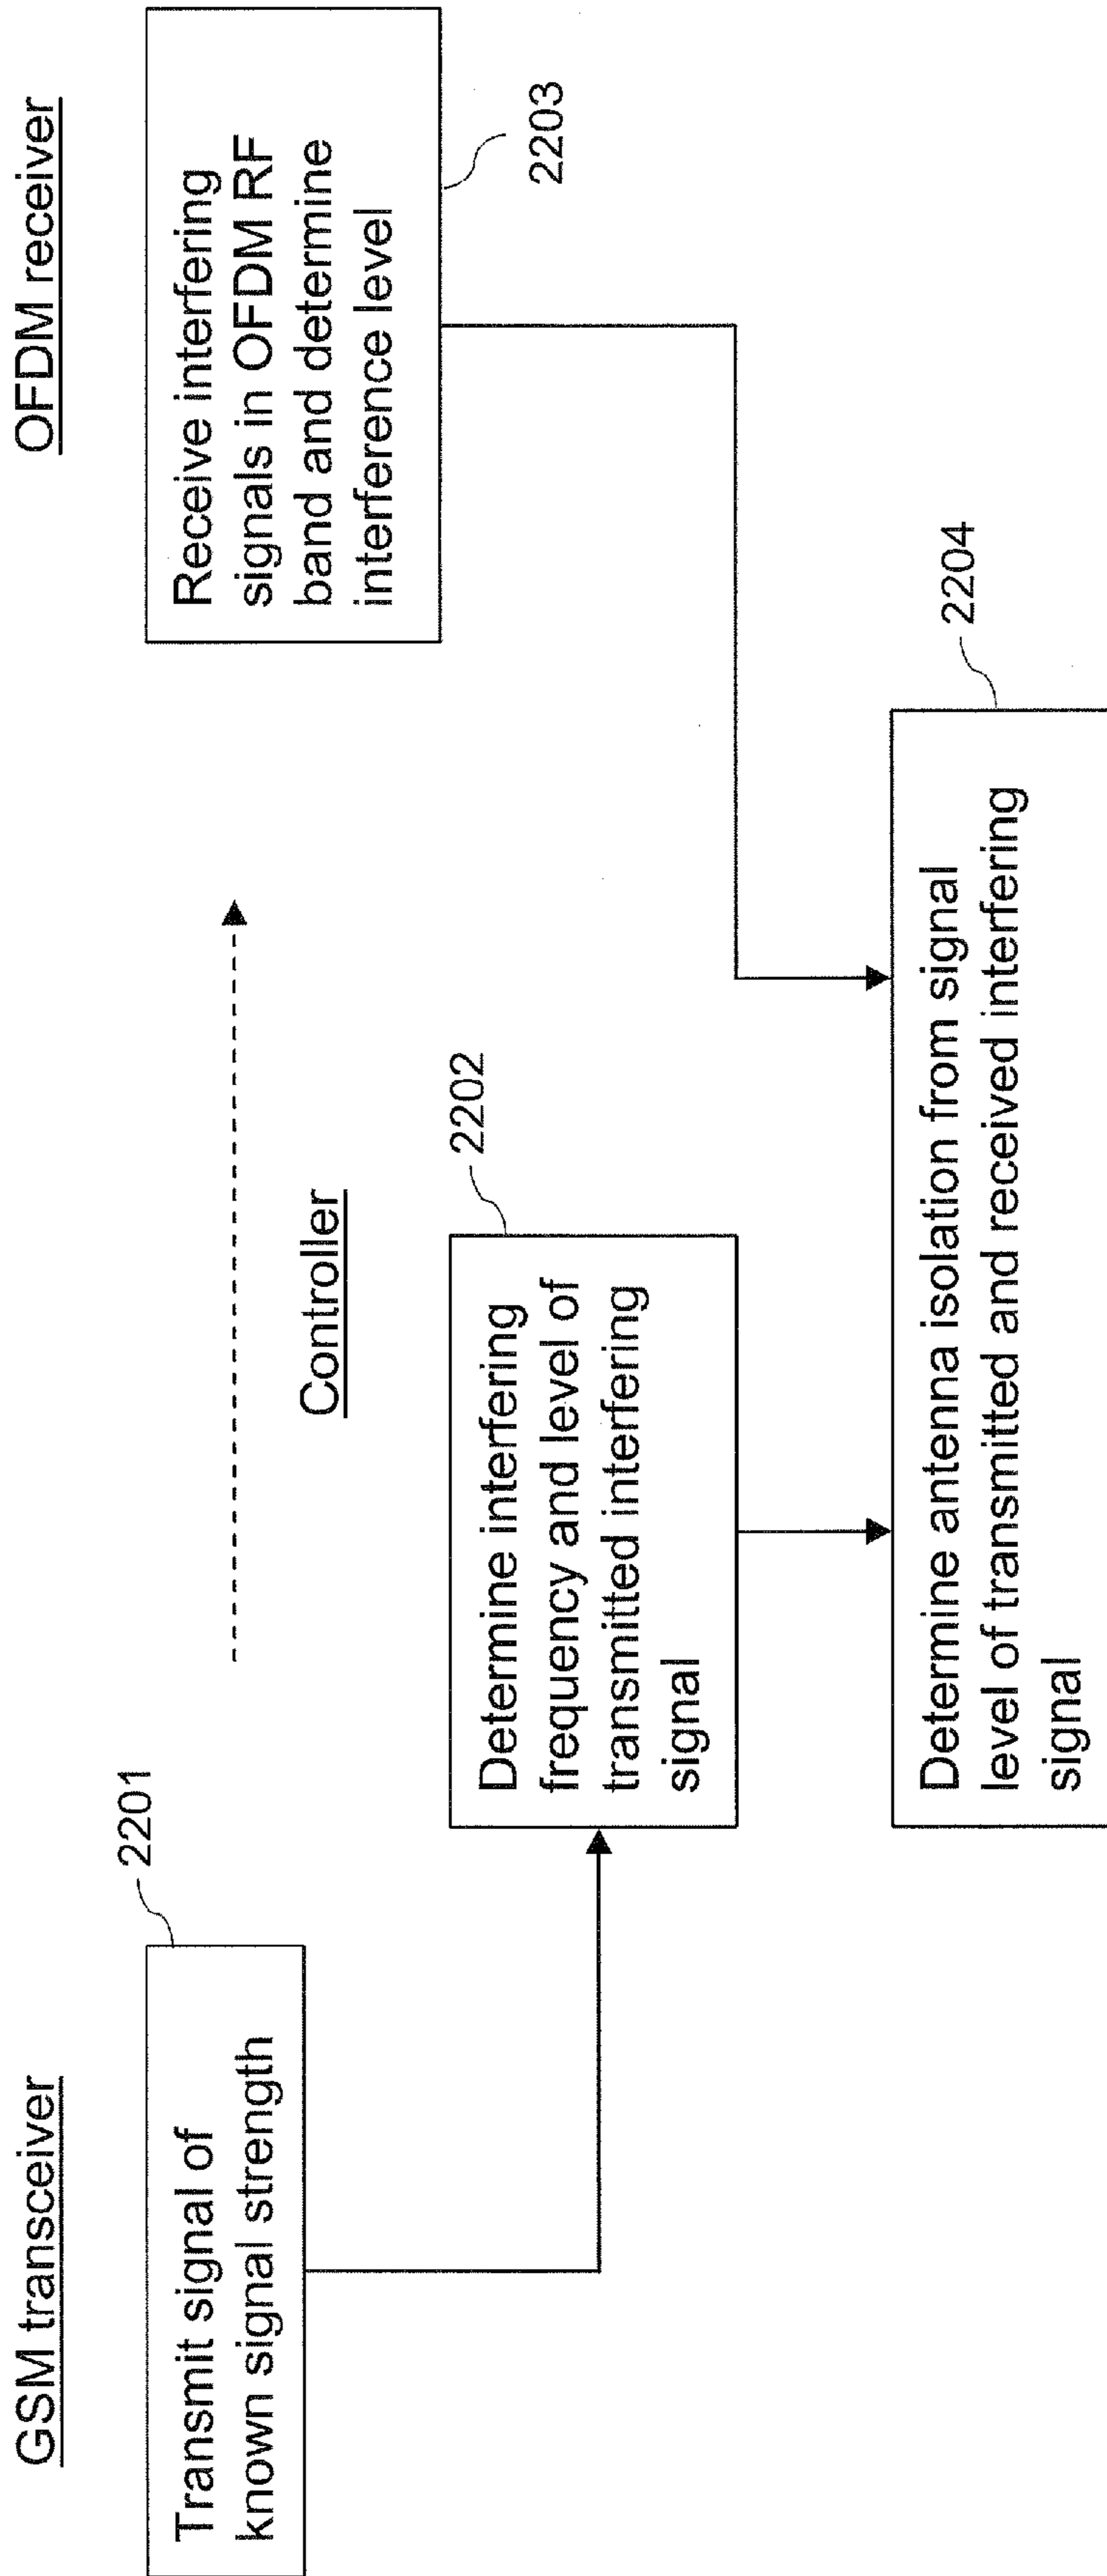 GSM transceiver
OFDM receiver
2201
Transmit signal of
known signal strength
Receive interfering
signals in OFDM RF
band and determine
interference level
2203
Controller
2202
Determine interfering
frequency and level of
transmitted interfering
signal
2204
Determine antenna isolation from signal
level of transmitted and received interfering
signal